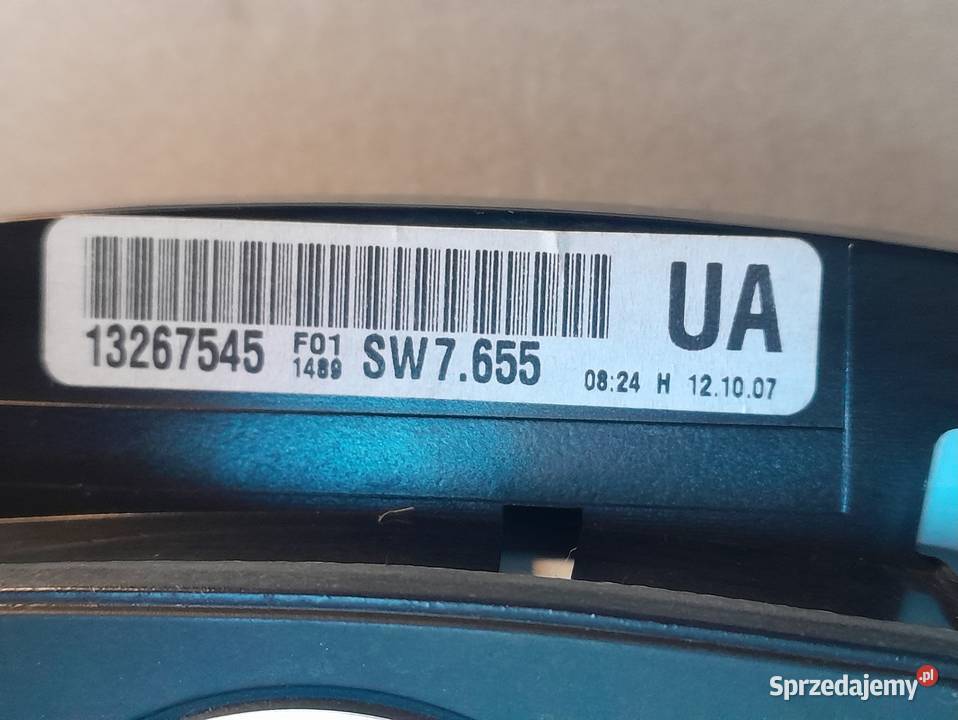 13267545 F01 1489 SW7.655 UA
08:24 H 12.10.07
Sprzedajemy.pl